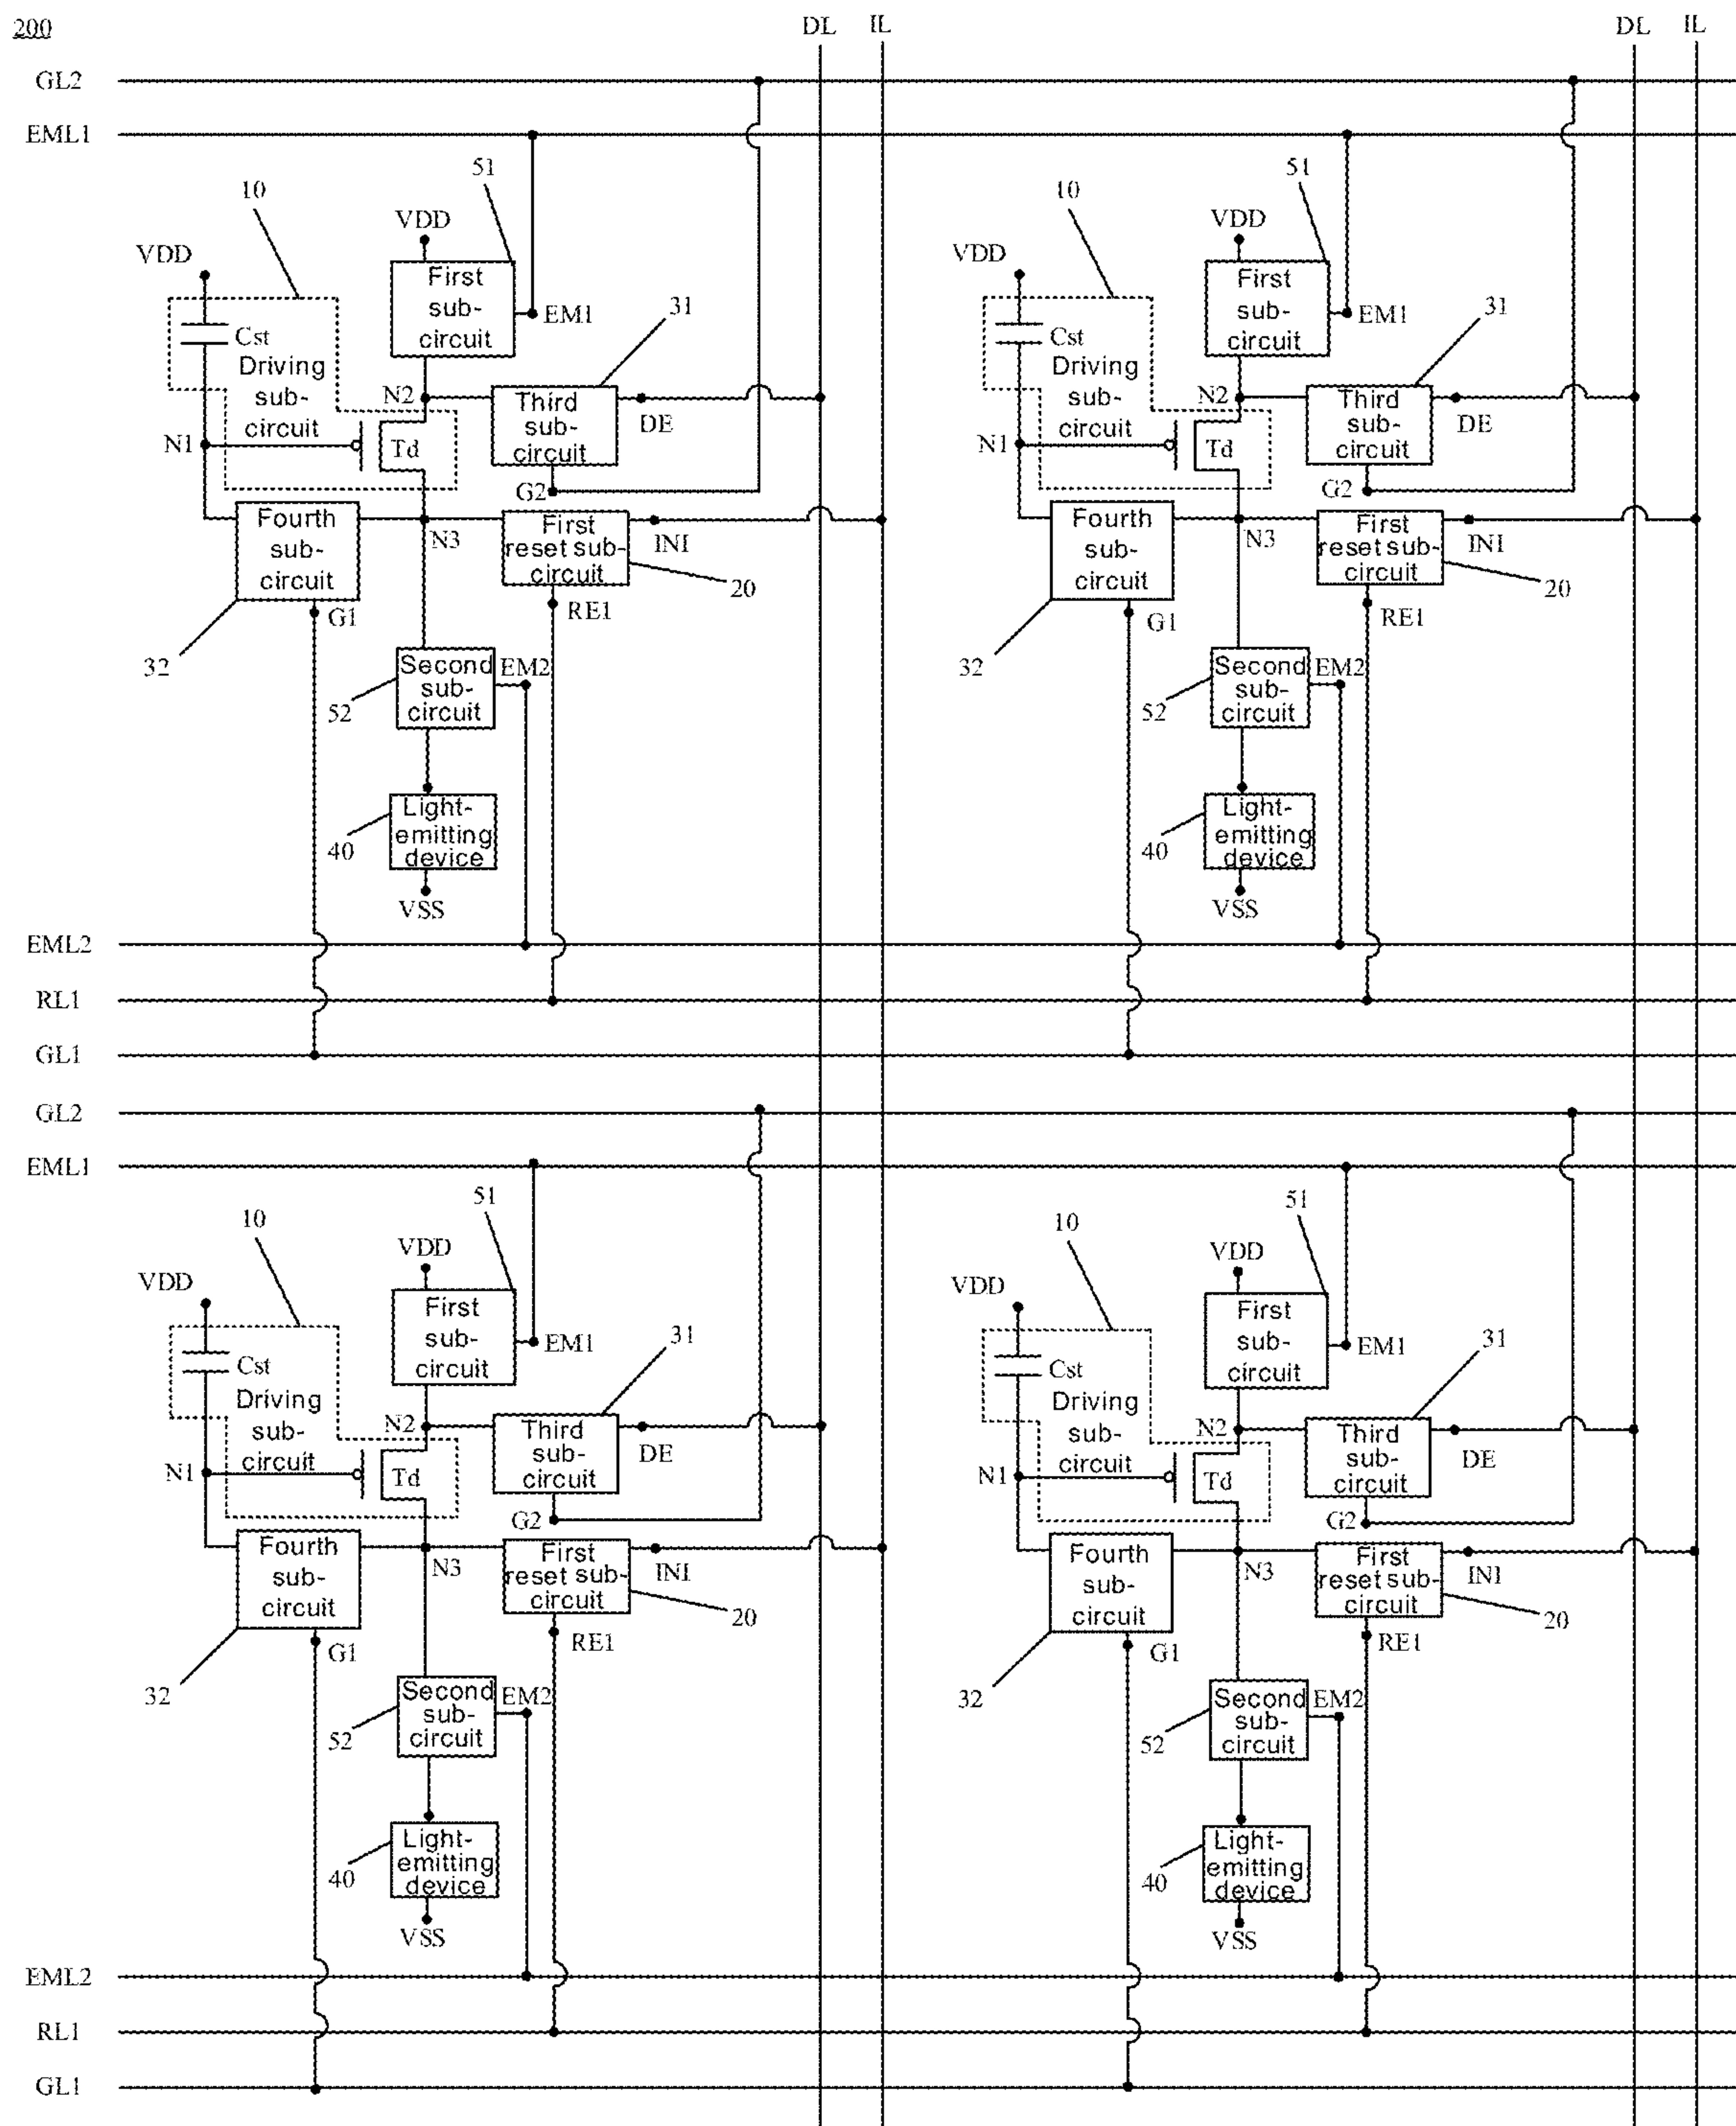 200
DL IL DL IL
GL2
EML1
51 51
10 10
VDD VDD
VDD VDD
First First
sub- sub-
circuit circuit
EM1 EM1
31 31
Cst Cst
Driving Driving
sub- sub-
circuit circuit
N2 N2
Third Third
sub- sub-
circuit circuit
DE DE
N1 Td N1 Td
G2 G2
Fourth Fourth
sub- sub-
circuit circuit
N3 N3
First First
reset sub- reset sub-
circuit circuit
INI INI
20 20
G1 RE1 G1 RE1
32 32
Second EM2 Second EM2
sub- sub-
circuit circuit
52 52
Light- Light-
emitting emitting
device device
40 40
VSS VSS
EML2
RL1
GL1
GL2
EML1
51 51
10 10
VDD VDD
VDD VDD
First First
sub- sub-
circuit circuit
EM1 EM1
31 31
Cst Cst
Driving Driving
sub- sub-
circuit circuit
N2 N2
Third Third
sub- sub-
circuit circuit
DE DE
N1 Td N1 Td
G2 G2
Fourth Fourth
sub- sub-
circuit circuit
N3 N3
First First
reset sub- reset sub-
circuit circuit
INI INI
20 20
G1 RE1 G1 RE1
32 32
Second EM2 Second EM2
sub- sub-
circuit circuit
52 52
Light- Light-
emitting emitting
device device
40 40
VSS VSS
EML2
RL1
GL1